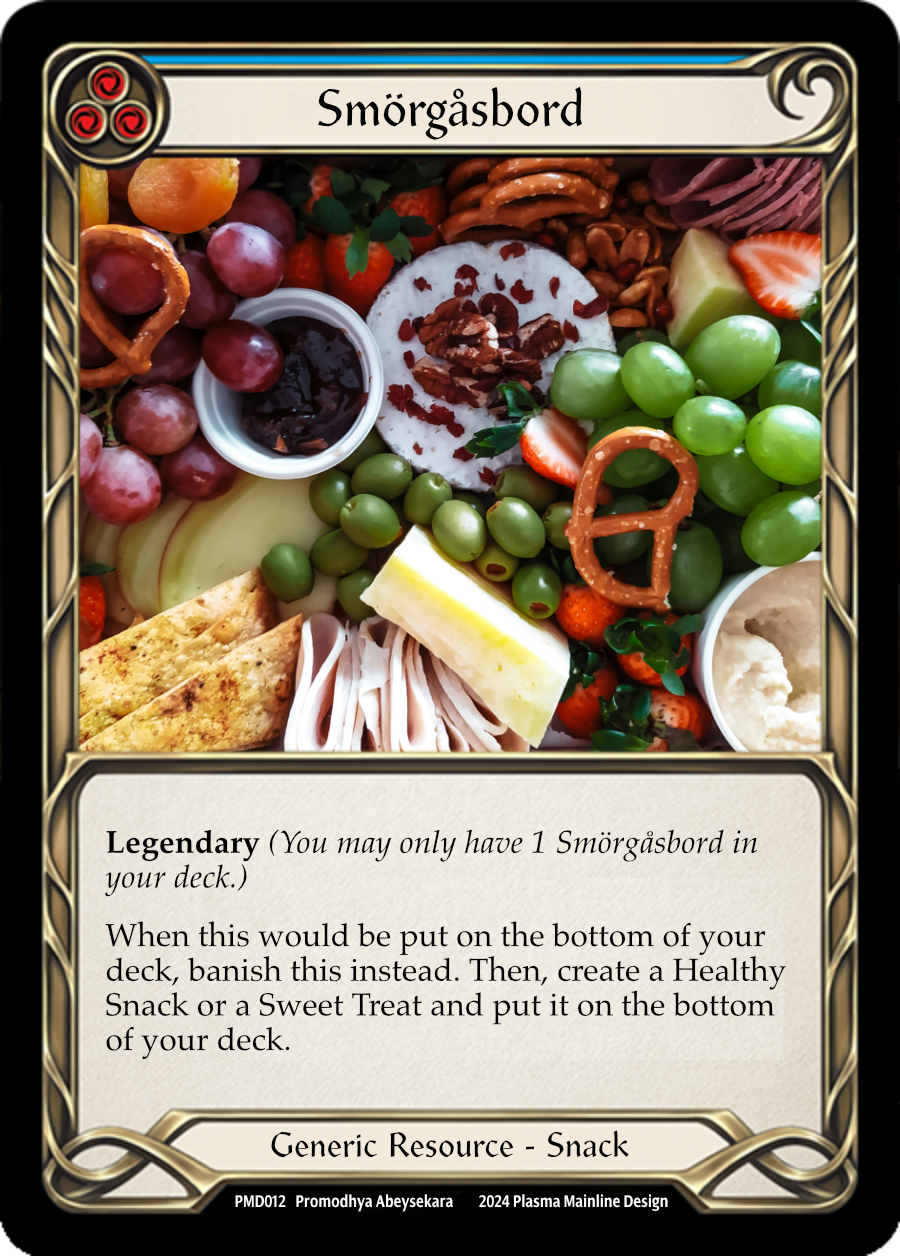 Smörgåsbord
Legendary (You may only have 1 Smörgåsbord in
your deck.)
When this would be put on the bottom of your
deck, banish this instead. Then, create a Healthy
Snack or a Sweet Treat and put it on the bottom
of your deck.
Generic Resource - Snack
PMD012 Promodhya Abeysekara 2024 Plasma Mainline Design